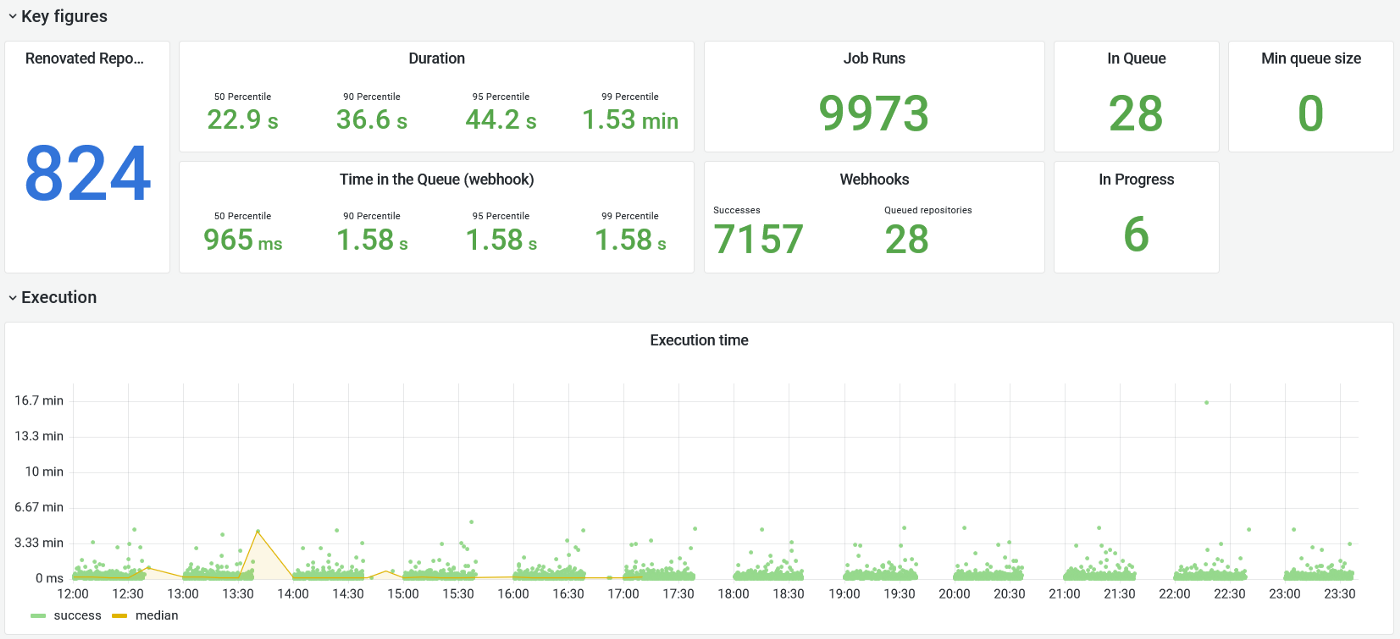 Key figures
Renovated Repo...
824
Duration
50 Percentile 90 Percentile 95 Percentile 99 Percentile
22.9 s 36.6 s 44.2 s 1.53 min
Job Runs
9973
In Queue
28
Min queue size
0
Time in the Queue (webhook)
50 Percentile 90 Percentile 95 Percentile 99 Percentile
965 ms 1.58 s 1.58 s 1.58 s
Webhooks
Successes Queued repositories
7157 28
In Progress
6
Execution
Execution time
16.7 min
13.3 min
10 min
6.67 min
3.33 min
0 ms
12:00 12:30 13:00 13:30 14:00 14:30 15:00 15:30 16:00 16:30 17:00 17:30 18:00 18:30 19:00 19:30 20:00 20:30 21:00 21:30 22:00 22:30 23:00 23:30
success median